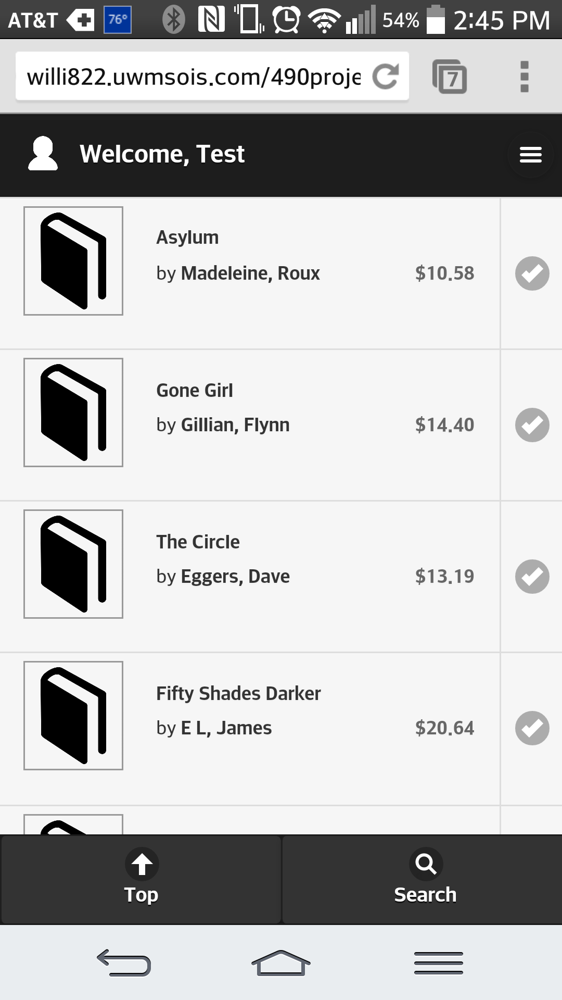 AT&T 76° 54% 2:45 PM
willi822.uwmsois.com/490proje 7
Welcome, Test
Asylum
by Madeleine, Roux $10.58
Gone Girl
by Gillian, Flynn $14.40
The Circle
by Eggers, Dave $13.19
Fifty Shades Darker
by E L, James $20.64
Top Search